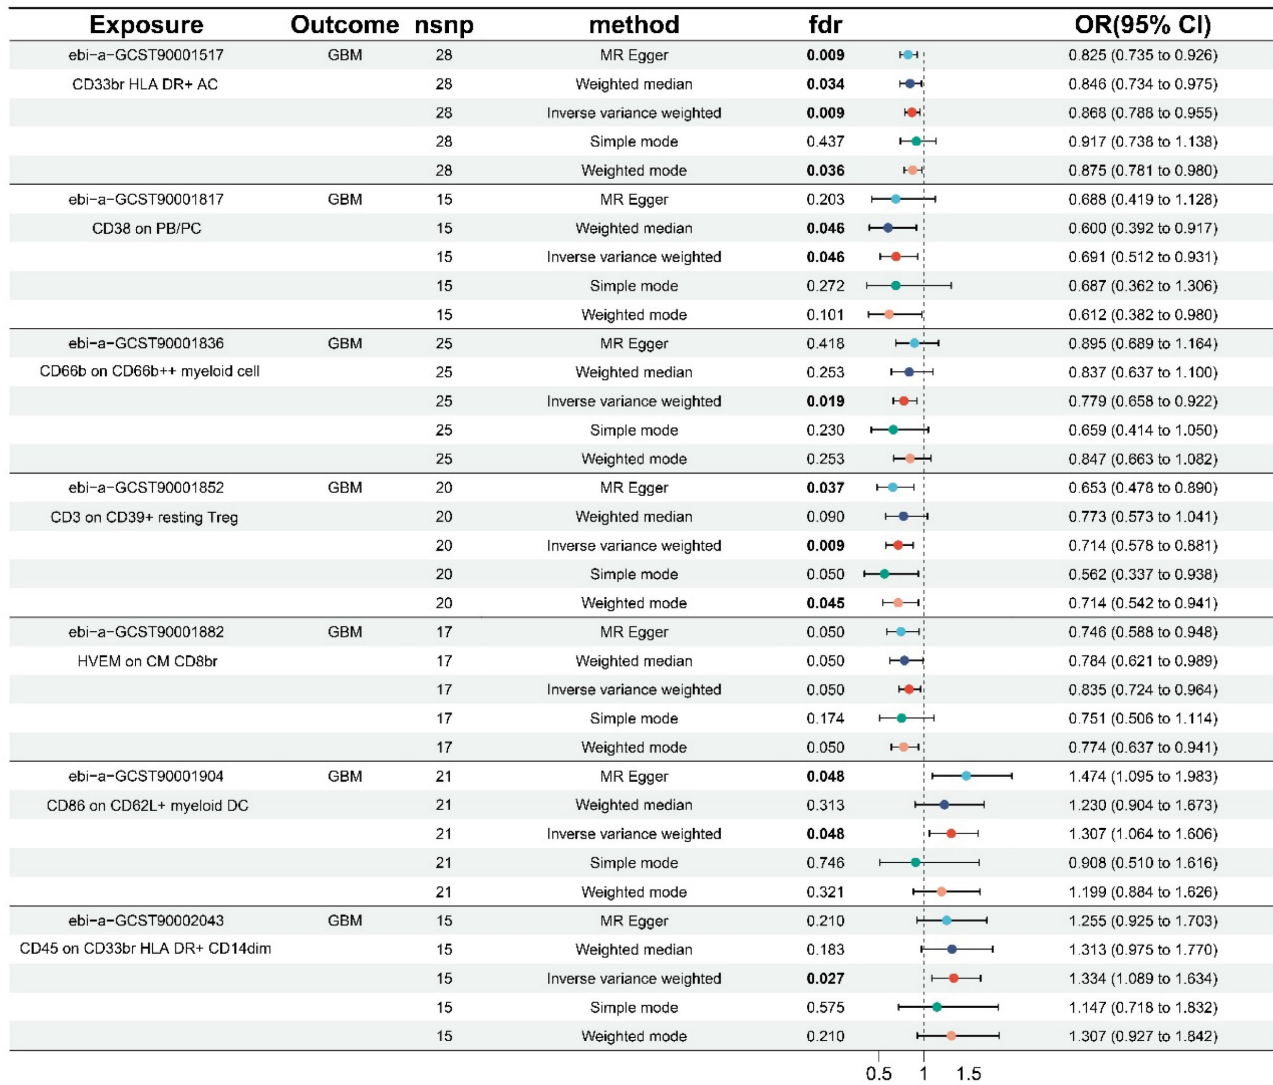 Exposure Outcome nsnp method fdr OR(95% CI)
ebi-a-GCST90001517 GBM 28 MR Egger 0.009 0.825 (0.735 to 0.926)
CD33br HLA DR+ AC 28 Weighted median 0.034 0.846 (0.734 to 0.975)
28 Inverse variance weighted 0.009 0.868 (0.788 to 0.955)
28 Simple mode 0.437 0.917 (0.738 to 1.138)
28 Weighted mode 0.036 0.875 (0.781 to 0.980)
ebi-a-GCST90001817 GBM 15 MR Egger 0.203 0.688 (0.419 to 1.128)
CD38 on PB/PC 15 Weighted median 0.046 0.600 (0.392 to 0.917)
15 Inverse variance weighted 0.046 0.691 (0.512 to 0.931)
15 Simple mode 0.272 0.687 (0.362 to 1.306)
15 Weighted mode 0.101 0.612 (0.382 to 0.980)
ebi-a-GCST90001836 GBM 25 MR Egger 0.418 0.895 (0.689 to 1.164)
CD66b on CD66b++ myeloid cell 25 Weighted median 0.253 0.837 (0.637 to 1.100)
25 Inverse variance weighted 0.019 0.779 (0.658 to 0.922)
25 Simple mode 0.230 0.659 (0.414 to 1.050)
25 Weighted mode 0.253 0.847 (0.663 to 1.082)
ebi-a-GCST90001852 GBM 20 MR Egger 0.037 0.653 (0.478 to 0.890)
CD3 on CD39+ resting Treg 20 Weighted median 0.090 0.773 (0.573 to 1.041)
20 Inverse variance weighted 0.009 0.714 (0.578 to 0.881)
20 Simple mode 0.050 0.562 (0.337 to 0.938)
20 Weighted mode 0.045 0.714 (0.542 to 0.941)
ebi-a-GCST90001882 GBM 17 MR Egger 0.050 0.746 (0.588 to 0.948)
HVEM on CM CD8br 17 Weighted median 0.050 0.784 (0.621 to 0.989)
17 Inverse variance weighted 0.050 0.835 (0.724 to 0.964)
17 Simple mode 0.174 0.751 (0.506 to 1.114)
17 Weighted mode 0.050 0.774 (0.637 to 0.941)
ebi-a-GCST90001904 GBM 21 MR Egger 0.048 1.474 (1.095 to 1.983)
CD86 on CD62L+ myeloid DC 21 Weighted median 0.313 1.230 (0.904 to 1.673)
21 Inverse variance weighted 0.048 1.307 (1.064 to 1.606)
21 Simple mode 0.746 0.908 (0.510 to 1.616)
21 Weighted mode 0.321 1.199 (0.884 to 1.626)
ebi-a-GCST90002043 GBM 15 MR Egger 0.210 1.255 (0.925 to 1.703)
CD45 on CD33br HLA DR+ CD14dim 15 Weighted median 0.183 1.313 (0.975 to 1.770)
15 Inverse variance weighted 0.027 1.334 (1.089 to 1.634)
15 Simple mode 0.575 1.147 (0.718 to 1.832)
15 Weighted mode 0.210 1.307 (0.927 to 1.842)
0.5 1 1.5